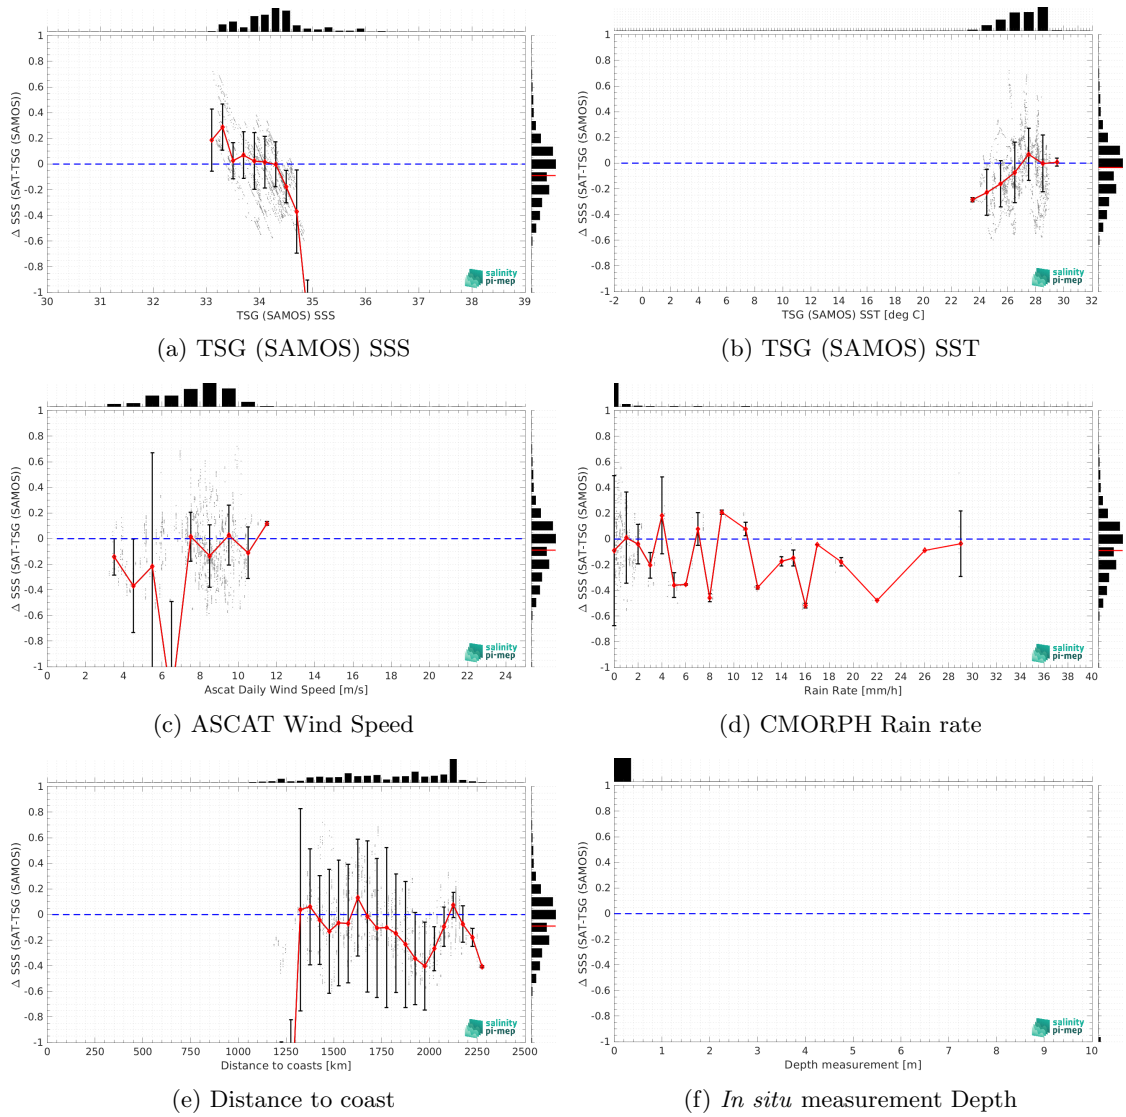 Δ SSS (SAT-TSG (SAMOS))
1
0.8
0.6
0.4
0.2
0
-0.2
-0.4
-0.6
-0.8
-1
30 31 32 33 34 35 36 37 38 39
TSG (SAMOS) SSS
salinity
pi-mep
(a) TSG (SAMOS) SSS
Δ SSS (SAT-TSG (SAMOS))
1
0.8
0.6
0.4
0.2
0
-0.2
-0.4
-0.6
-0.8
-1
-2 0 2 4 6 8 10 12 14 16 18 20 22 24 26 28 30 32
TSG (SAMOS) SST [deg C]
salinity
pi-mep
(b) TSG (SAMOS) SST
Δ SSS (SAT-TSG (SAMOS))
1
0.8
0.6
0.4
0.2
0
-0.2
-0.4
-0.6
-0.8
-1
0 2 4 6 8 10 12 14 16 18 20 22 24
Ascat Daily Wind Speed [m/s]
salinity
pi-mep
(c) ASCAT Wind Speed
Δ SSS (SAT-TSG (SAMOS))
1
0.8
0.6
0.4
0.2
0
-0.2
-0.4
-0.6
-0.8
-1
0 2 4 6 8 10 12 14 16 18 20 22 24 26 28 30 32 34 36 38 40
Rain Rate [mm/h]
salinity
pi-mep
(d) CMORPH Rain rate
Δ SSS (SAT-TSG (SAMOS))
1
0.8
0.6
0.4
0.2
0
-0.2
-0.4
-0.6
-0.8
-1
0 250 500 750 1000 1250 1500 1750 2000 2250 2500
Distance to coasts [km]
salinity
pi-mep
(e) Distance to coast
Δ SSS (SAT-TSG (SAMOS))
1
0.8
0.6
0.4
0.2
0
-0.2
-0.4
-0.6
-0.8
-1
0 1 2 3 4 5 6 7 8 9 10
Depth measurement [m]
salinity
pi-mep
(f) In situ measurement Depth